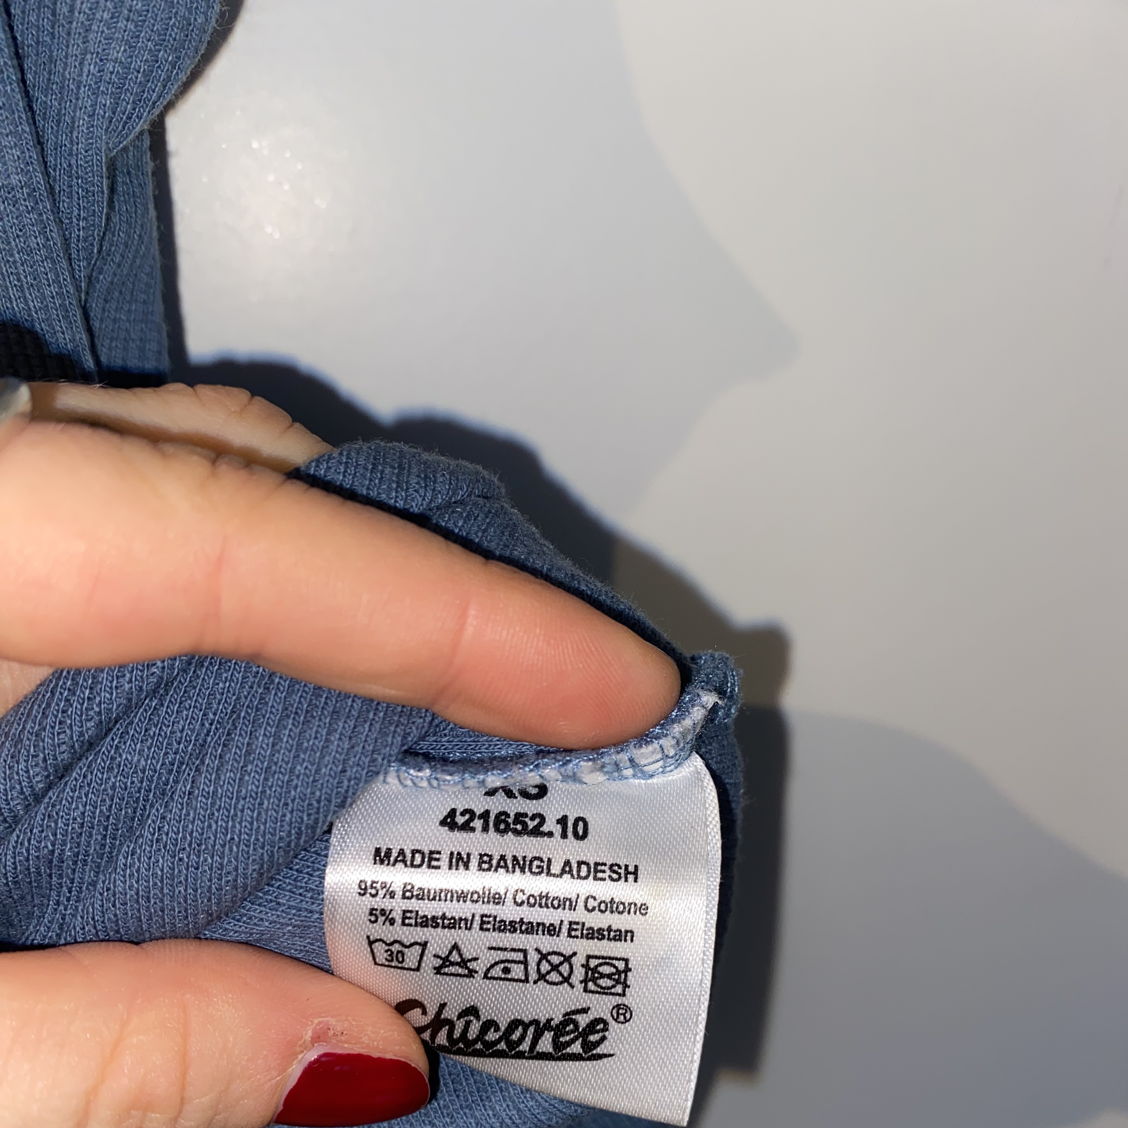 XS
421652.10
MADE IN BANGLADESH
95% Baumwolle/ Cotton/ Cotone
5% Elastan/ Elastane/ Elastan
30
Chicorée®